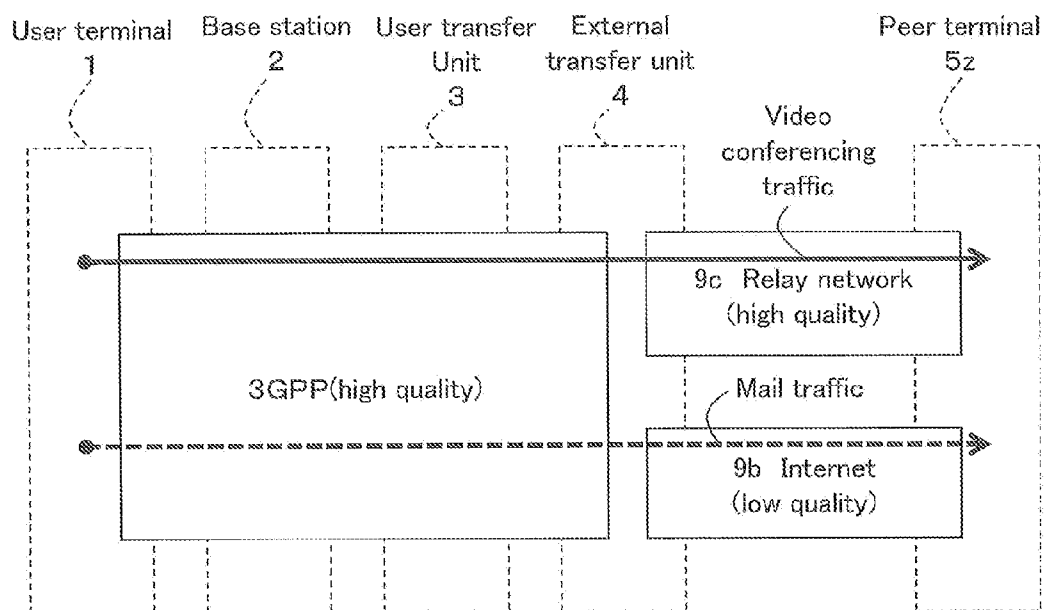 User terminal
1
Base station
2
User transfer
Unit
3
External
transfer unit
4
Peer terminal
5z
Video
conferencing
traffic
9c Relay network
(high quality)
3GPP(high quality)
Mail traffic
9b Internet
(low quality)